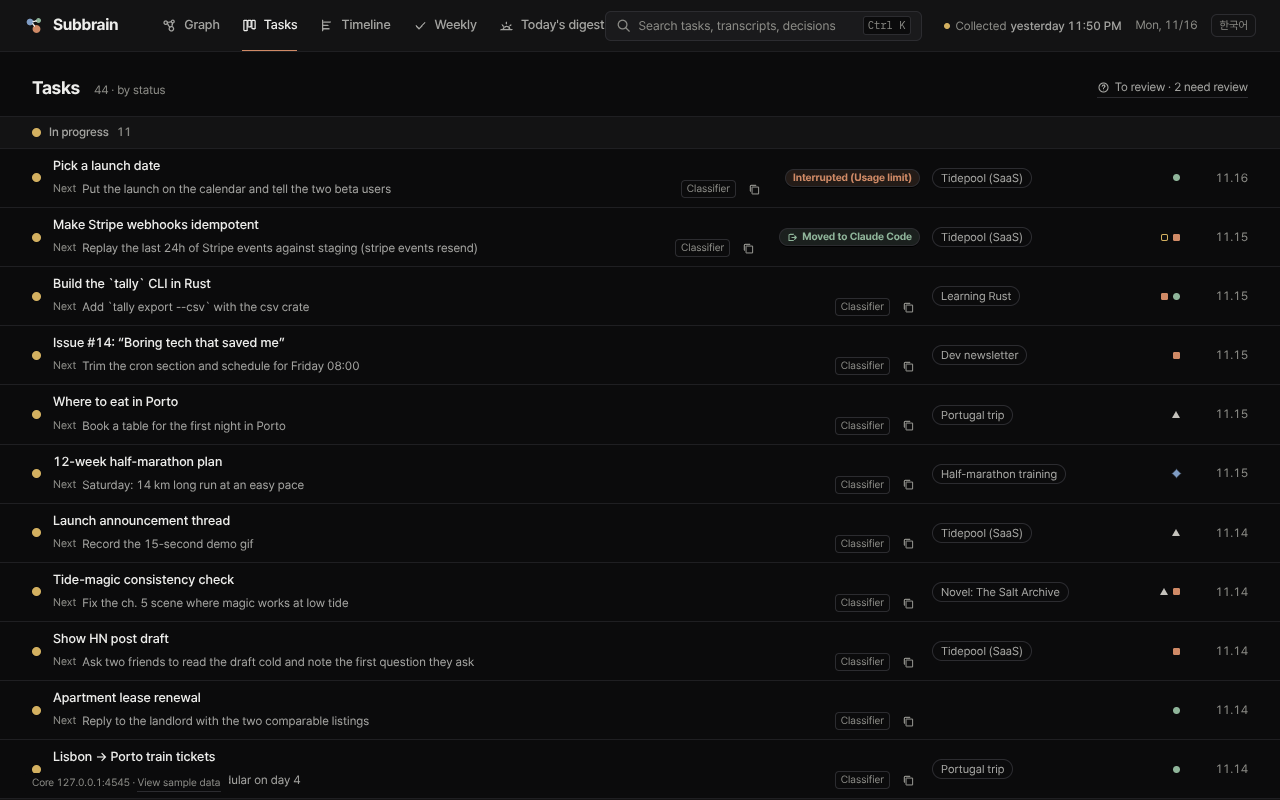 Subbrain Graph Tasks Timeline Weekly Today's digest Search tasks, transcripts, decisions Ctrl K Collected yesterday 11:50 PM Mon, 11/16 한국어
Tasks 44 · by status To review · 2 need review
In progress 11
Pick a launch date
Next Put the launch on the calendar and tell the two beta users Classifier Interrupted (Usage limit) Tidepool (SaaS) 11.16
Make Stripe webhooks idempotent
Next Replay the last 24h of Stripe events against staging (stripe events resend) Classifier Moved to Claude Code Tidepool (SaaS) 11.15
Build the `tally` CLI in Rust
Next Add `tally export --csv` with the csv crate Classifier Learning Rust 11.15
Issue #14: “Boring tech that saved me”
Next Trim the cron section and schedule for Friday 08:00 Classifier Dev newsletter 11.15
Where to eat in Porto
Next Book a table for the first night in Porto Classifier Portugal trip 11.15
12-week half-marathon plan
Next Saturday: 14 km long run at an easy pace Classifier Half-marathon training 11.15
Launch announcement thread
Next Record the 15-second demo gif Classifier Tidepool (SaaS) 11.14
Tide-magic consistency check
Next Fix the ch. 5 scene where magic works at low tide Classifier Novel: The Salt Archive 11.14
Show HN post draft
Next Ask two friends to read the draft cold and note the first question they ask Classifier Tidepool (SaaS) 11.14
Apartment lease renewal
Next Reply to the landlord with the two comparable listings Classifier 11.14
Lisbon → Porto train tickets
Core 127.0.0.1:4545 · View sample data on day 4 Classifier Portugal trip 11.14